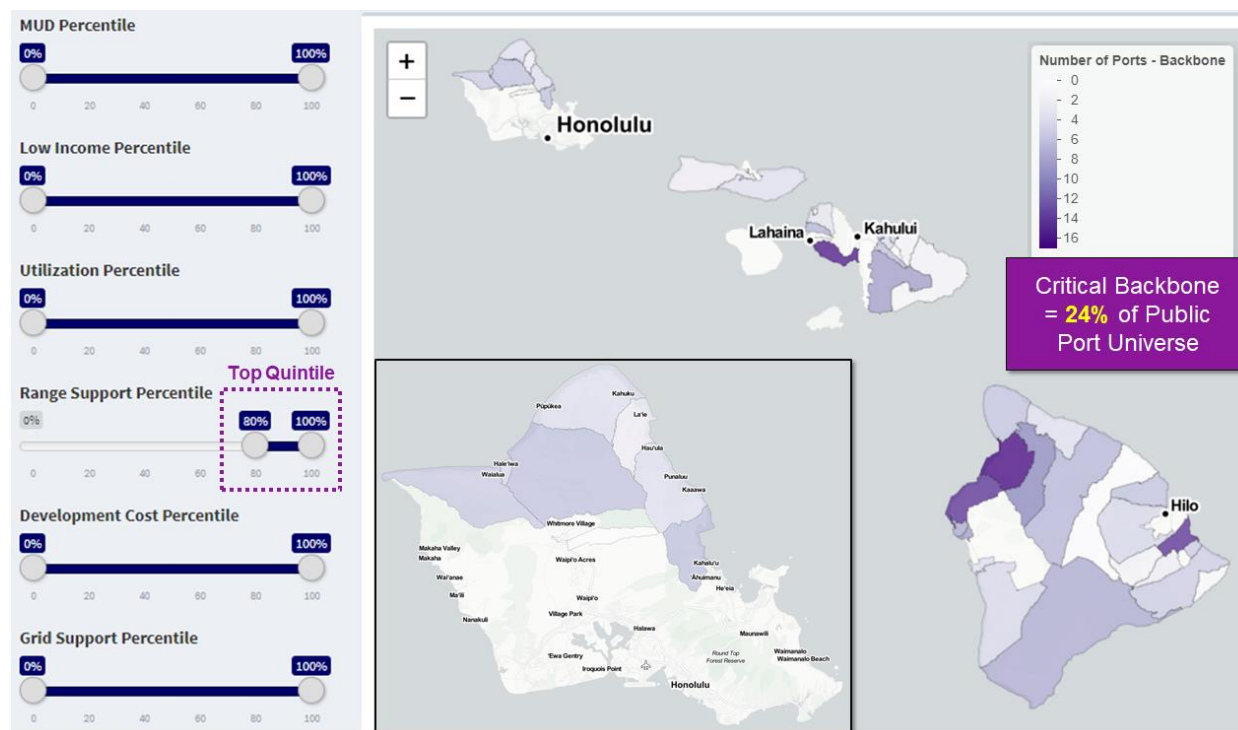 MUD Percentile
0% 100%
0 20 40 60 80 100
Low Income Percentile
0% 100%
0 20 40 60 80 100
Utilization Percentile
0% 100%
0 20 40 60 80 100
Top Quintile
Range Support Percentile
0% 80% 100%
0 20 40 60 80 100
Development Cost Percentile
0% 100%
0 20 40 60 80 100
Grid Support Percentile
0% 100%
0 20 40 60 80 100
+
−
Honolulu
Lahaina
Kahului
Number of Ports - Backbone
0
2
4
6
8
10
12
14
16
Critical Backbone
= 24% of Public
Port Universe
Hilo
Kahuku
Pūpūkea
La'ie
Hau'ula
Hale'iwa
Waialua
Punaluu
Kaaawa
Whitmore Village
Makaha Valley
Makaha
Waipi'o Acres
Kahalu'u
'Āhuimanu
Wai'anae
He'eia
Ma'ili
Waipi'o
Village Park
Nanakuli
Halawa
Maunawili
'Ewa Gentry
Round Top
Forest Reserve
Waimanalo
Waimanalo Beach
Iroquois Point
Honolulu